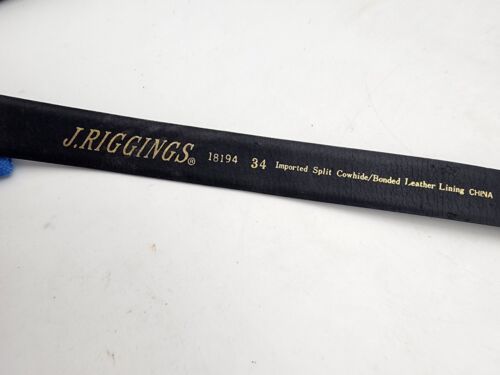 J.RIGGINGS® 18194 34 Imported Split Cowhide/Bonded Leather Lining CHINA